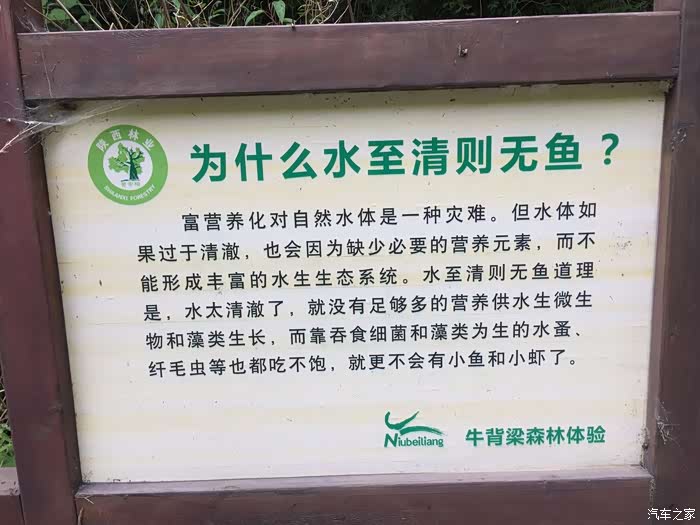 陕西林业
SHAANXI FORESTRY
为什么水至清则无鱼？
富营养化对自然水体是一种灾难。但水体如
果过于清澈，也会因为缺少必要的营养元素，而不
能形成丰富的水生生态系统。水至清则无鱼道理
是，水太清澈了，就没有足够多的营养供水生微生
物和藻类生长，而靠吞食细菌和藻类为生的水蚤、
纤毛虫等也都吃不饱，就更不会有小鱼和小虾了。
Niubeiliang
牛背梁森林体验
汽车之家